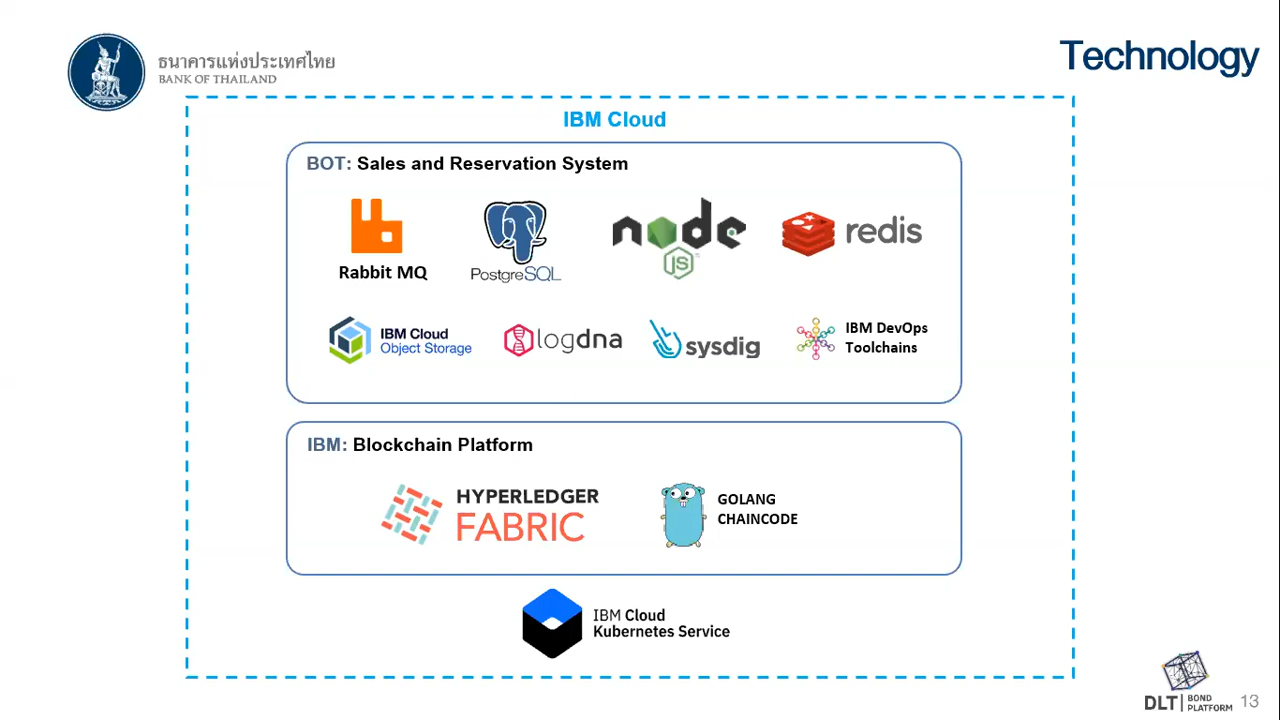 ธนาคารแห่งประเทศไทย
BANK OF THAILAND
Technology
IBM Cloud
BOT: Sales and Reservation System
Rabbit MQ
PostgreSQL
node
JS
redis
IBM Cloud
Object Storage
logdna
sysdig
IBM DevOps
Toolchains
IBM: Blockchain Platform
HYPERLEDGER
FABRIC
GOLANG
CHAINCODE
IBM Cloud
Kubernetes Service
DLT | BOND
PLATFORM
13